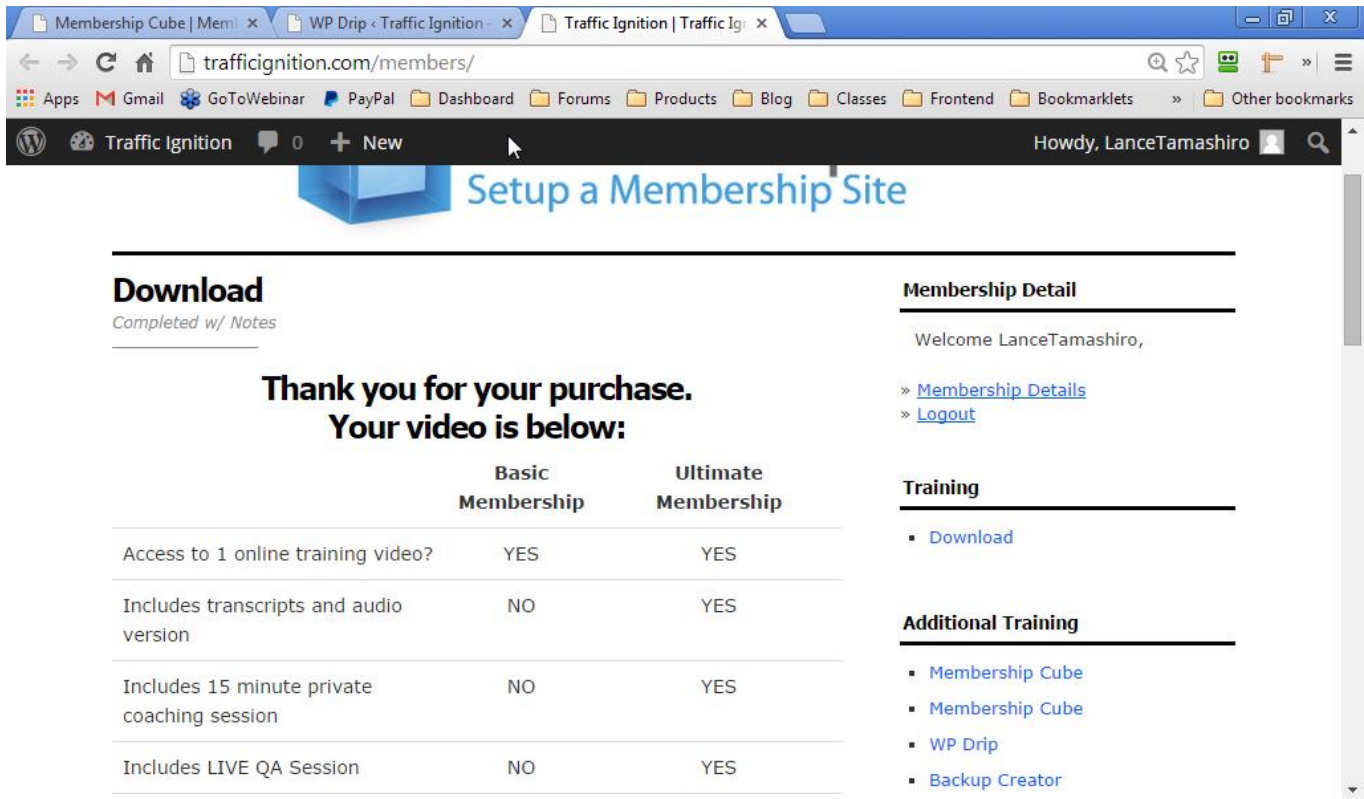 Membership Cube | Mem
WP Drip ‹ Traffic Ignition -
Traffic Ignition | Traffic Ig
trafficignition.com/members/
Apps Gmail GoToWebinar PayPal Dashboard Forums Products Blog Classes Frontend Bookmarklets » Other bookmarks
Traffic Ignition 0 + New Howdy, LanceTamashiro
Setup a Membership Site
Download
Completed w/ Notes
Thank you for your purchase.
Your video is below:
Basic Ultimate
Membership Membership
Access to 1 online training video? YES YES
Includes transcripts and audio NO YES
version
Includes 15 minute private NO YES
coaching session
Includes LIVE QA Session NO YES
Membership Detail
Welcome LanceTamashiro,
» Membership Details
» Logout
Training
▪ Download
Additional Training
▪ Membership Cube
▪ Membership Cube
▪ WP Drip
▪ Backup Creator